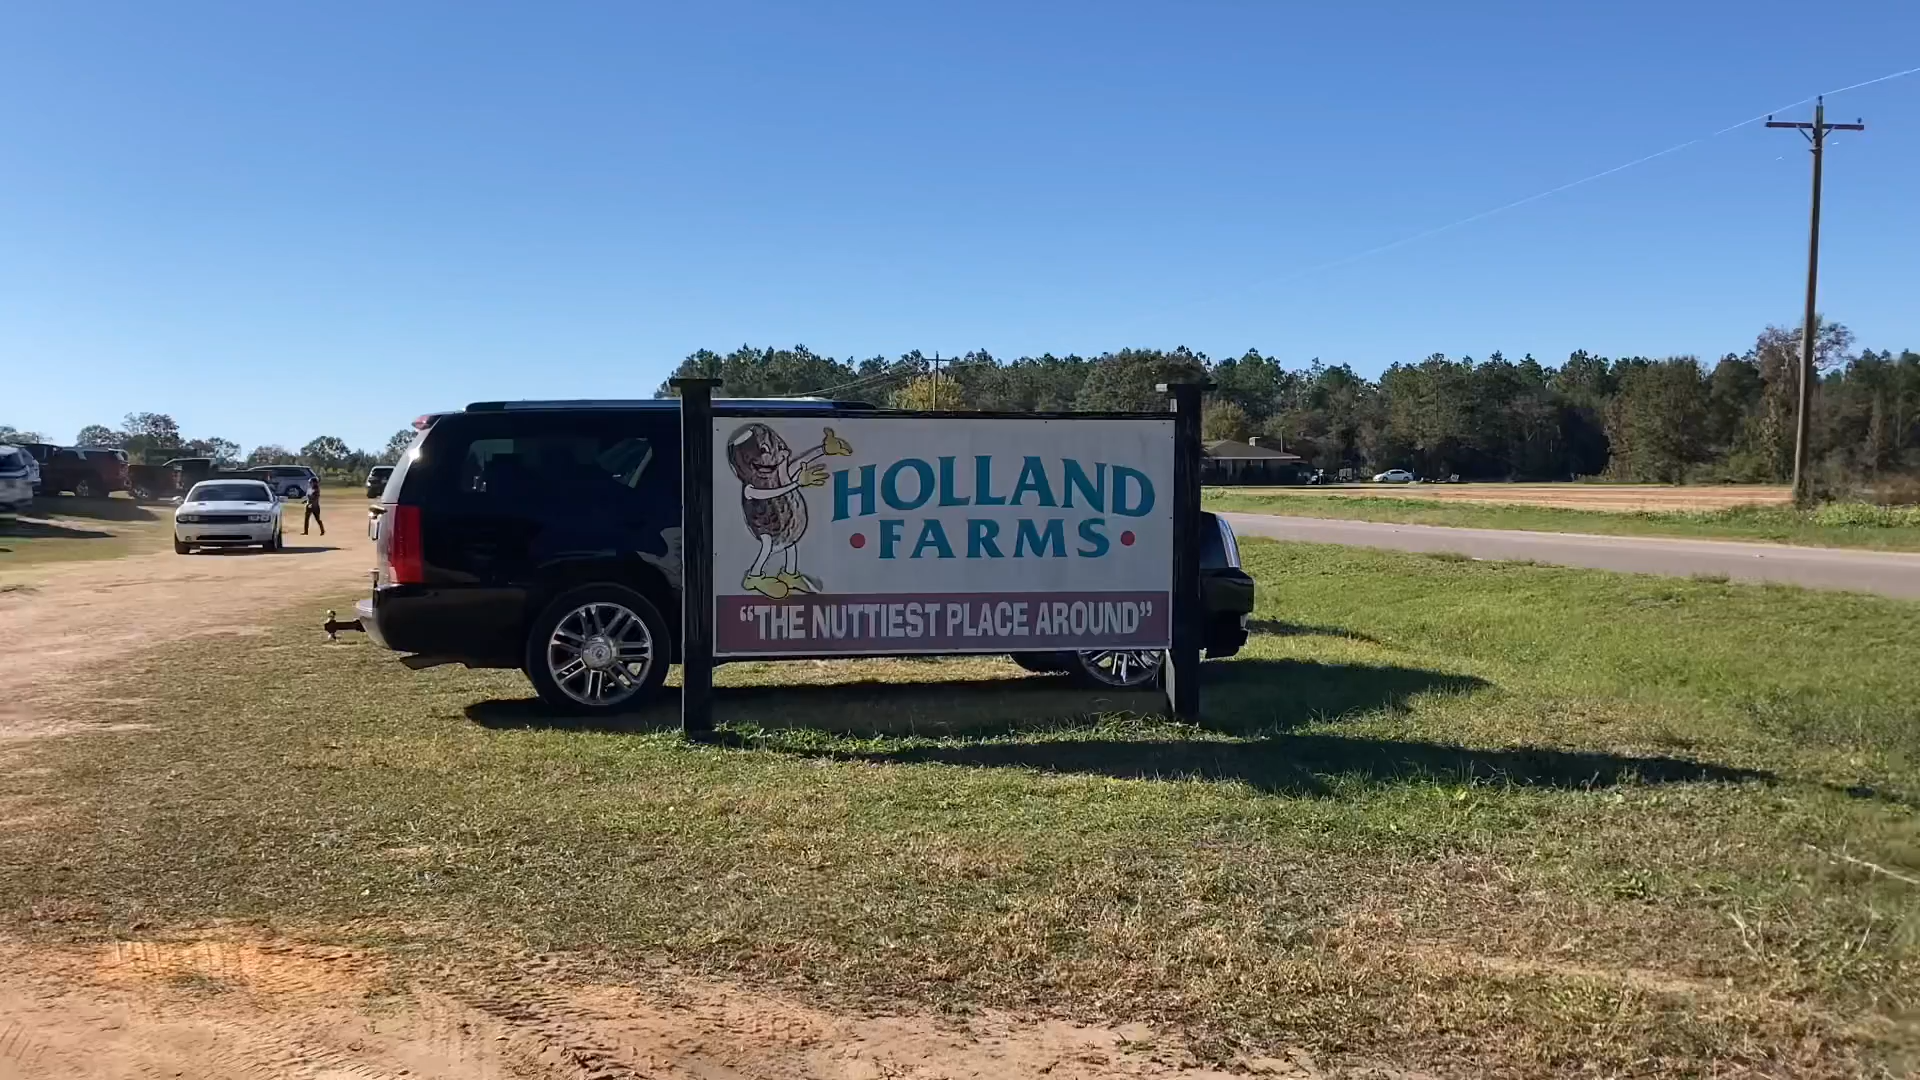 HOLLAND
• FARMS •
“THE NUTTIEST PLACE AROUND”